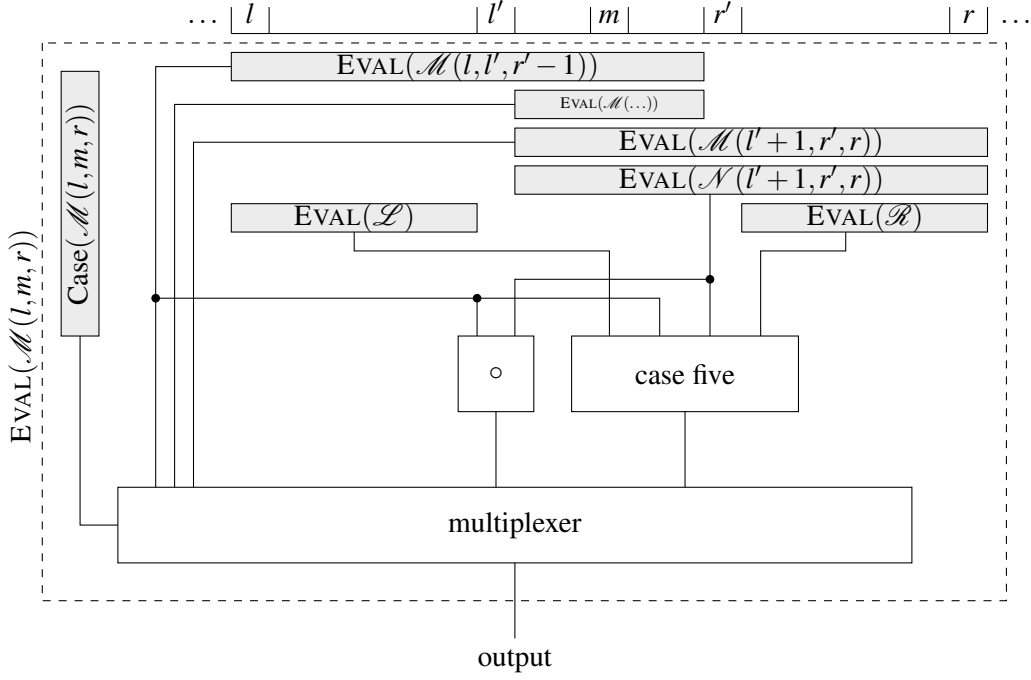 ... l l′ m r′ r ...
EVAL(ℳ(l, l′, r′ − 1))
EVAL(ℳ(...))
EVAL(ℳ(l′ + 1, r′, r))
EVAL(𝒩(l′ + 1, r′, r))
EVAL(ℒ) EVAL(ℛ)
Case(ℳ(l, m, r))
EVAL(ℳ(l, m, r))
∘ case five
multiplexer
output